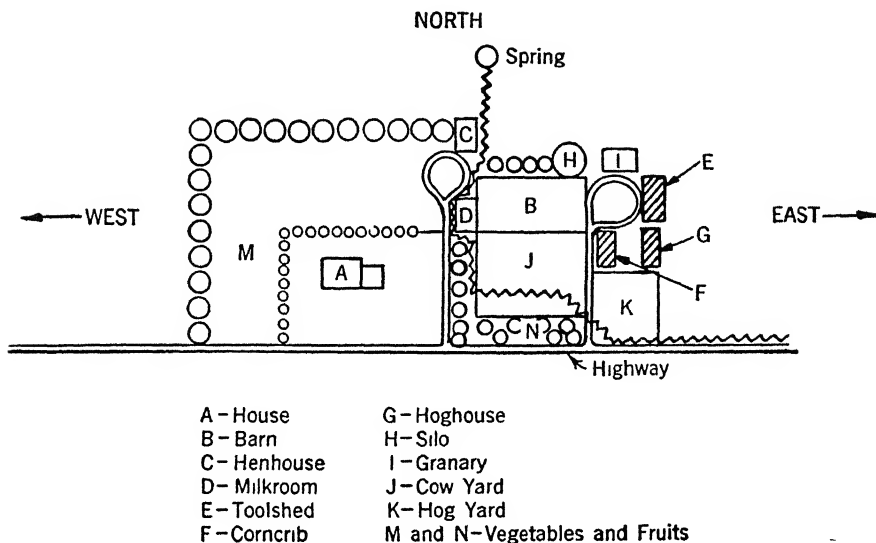 NORTH
Spring
C
H
I
E
B
D
WEST
EAST
M
G
J
A
F
K
N
Highway
A-House
B-Barn
C-Henhouse
D-Milkroom
E-Toolshed
F-Corncrib
G-Hoghouse
H-Silo
I-Granary
J-Cow Yard
K-Hog Yard
M and N-Vegetables and Fruits